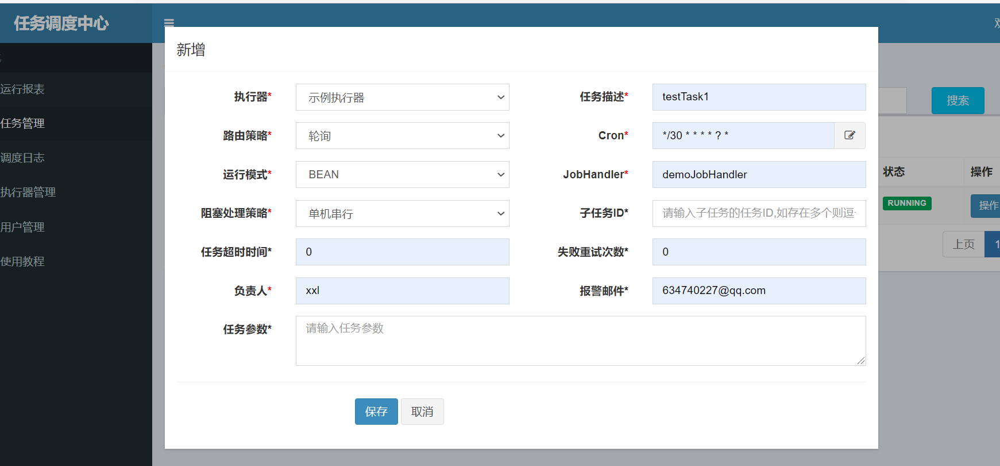 任务调度中心
运行报表
任务管理
调度日志
执行器管理
用户管理
使用教程
新增
执行器* 示例执行器 任务描述* testTask1
路由策略* 轮询 Cron* */30 * * * * ? *
运行模式* BEAN JobHandler* demoJobHandler
阻塞处理策略* 单机串行 子任务ID* 请输入子任务的任务ID,如存在多个则逗
任务超时时间* 0 失败重试次数* 0
负责人* xxl 报警邮件* 634740227@qq.com
任务参数* 请输入任务参数
保存 取消
搜索
状态 操作
RUNNING 操作
上页 1